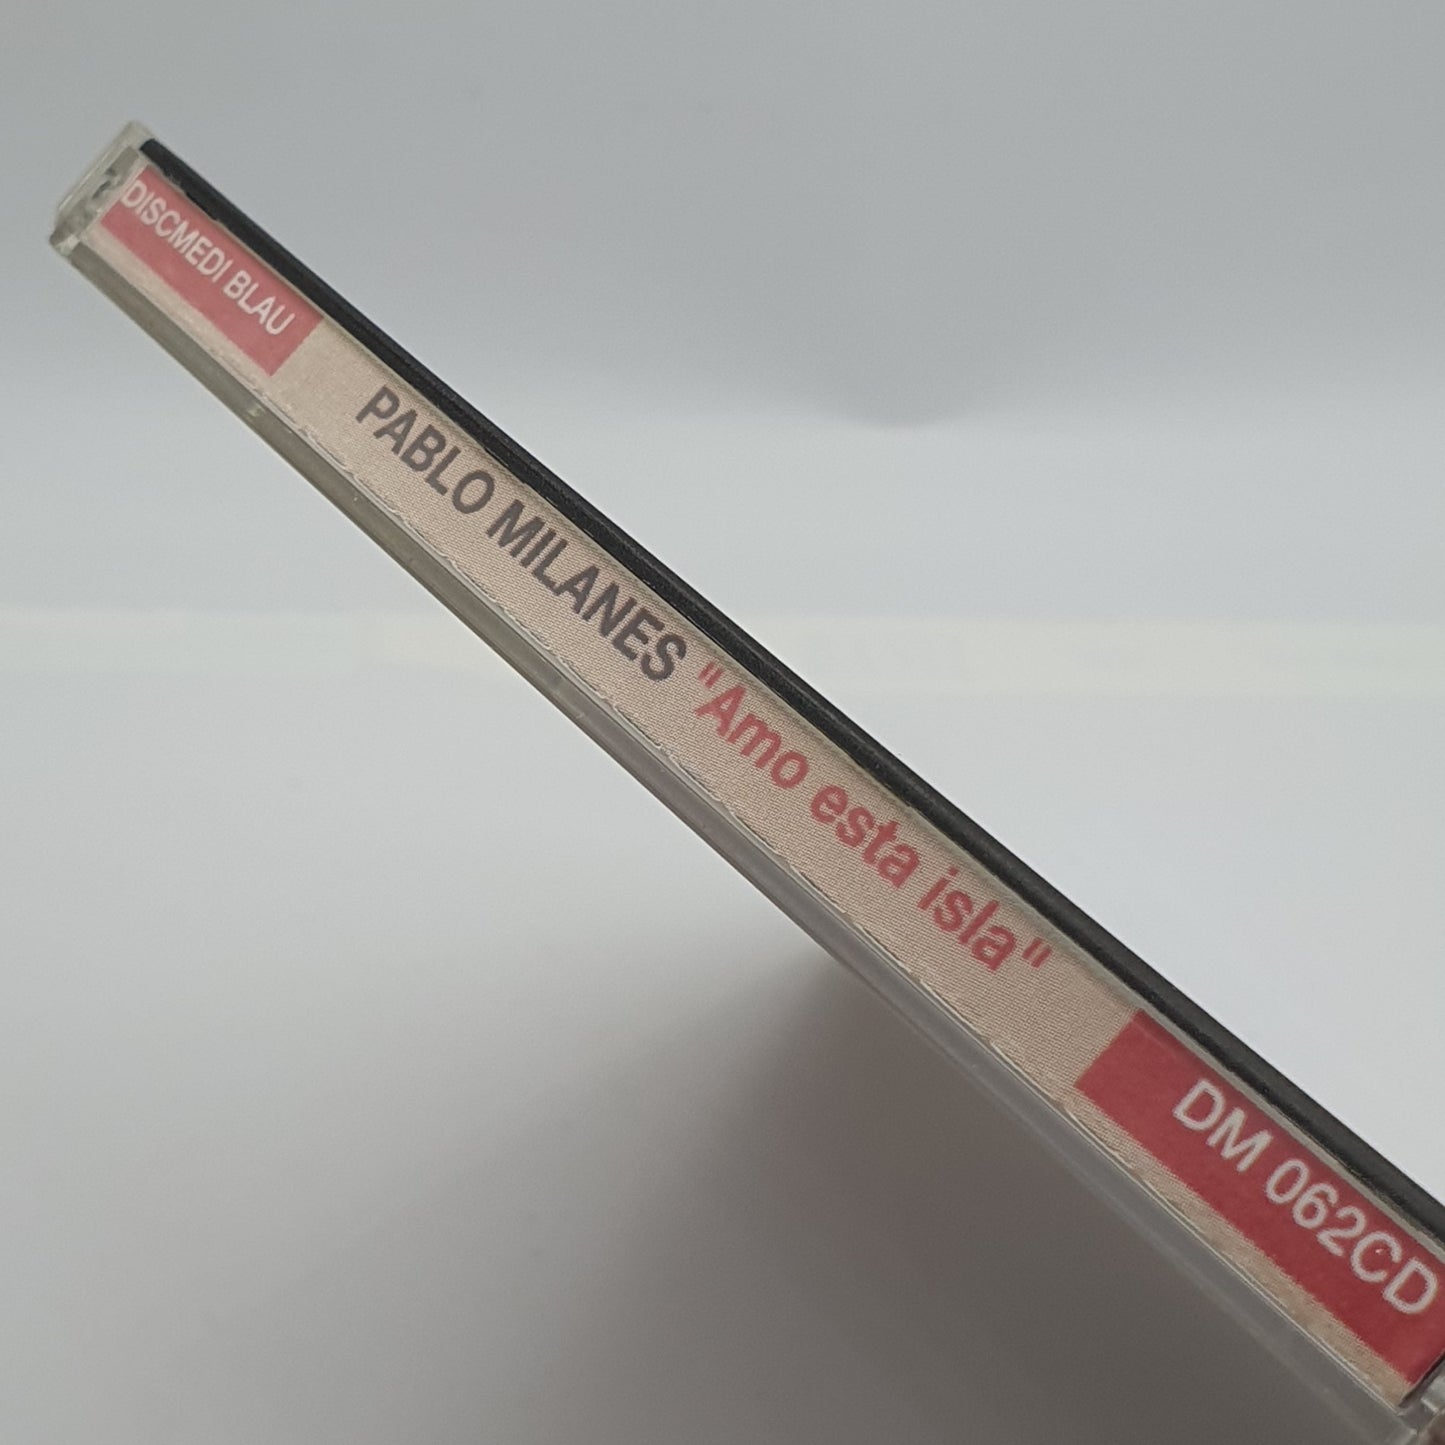 DISCMEDI BLAU
PABLO MILANES "Amo esta isla"
DM 062CD